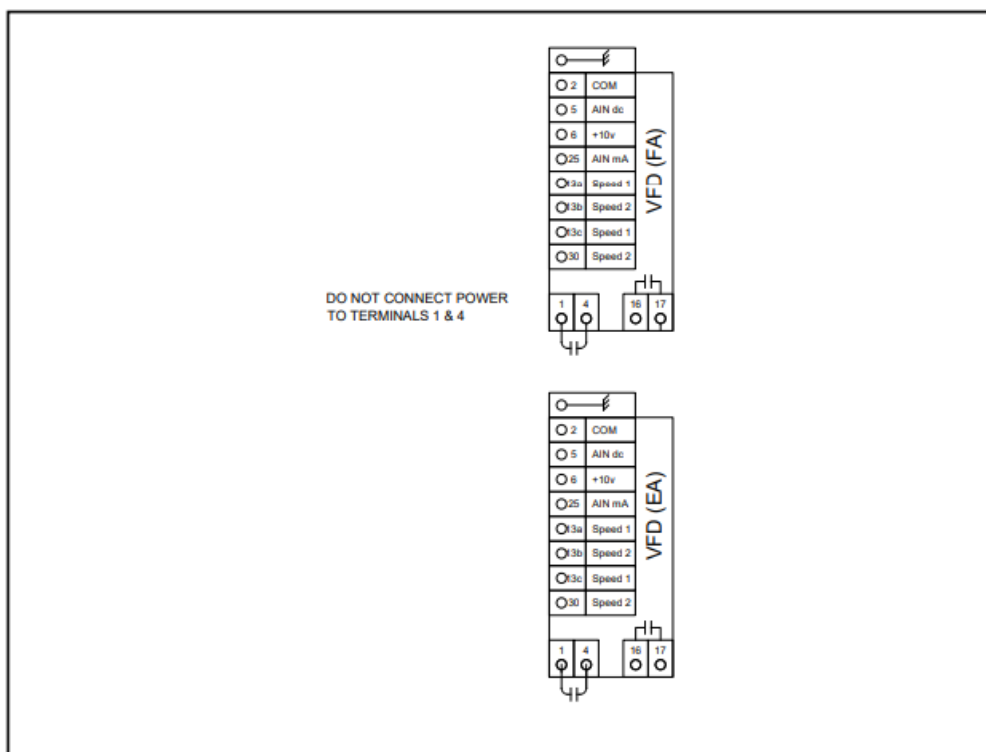 2 COM
5 AIN dc
6 +10v
25 AIN mA
13a Speed 1
13b Speed 2
13c Speed 1
30 Speed 2
VFD (FA)
DO NOT CONNECT POWER
TO TERMINALS 1 & 4
1 4 16 17
2 COM
5 AIN dc
6 +10v
25 AIN mA
13a Speed 1
13b Speed 2
13c Speed 1
30 Speed 2
VFD (EA)
1 4 16 17